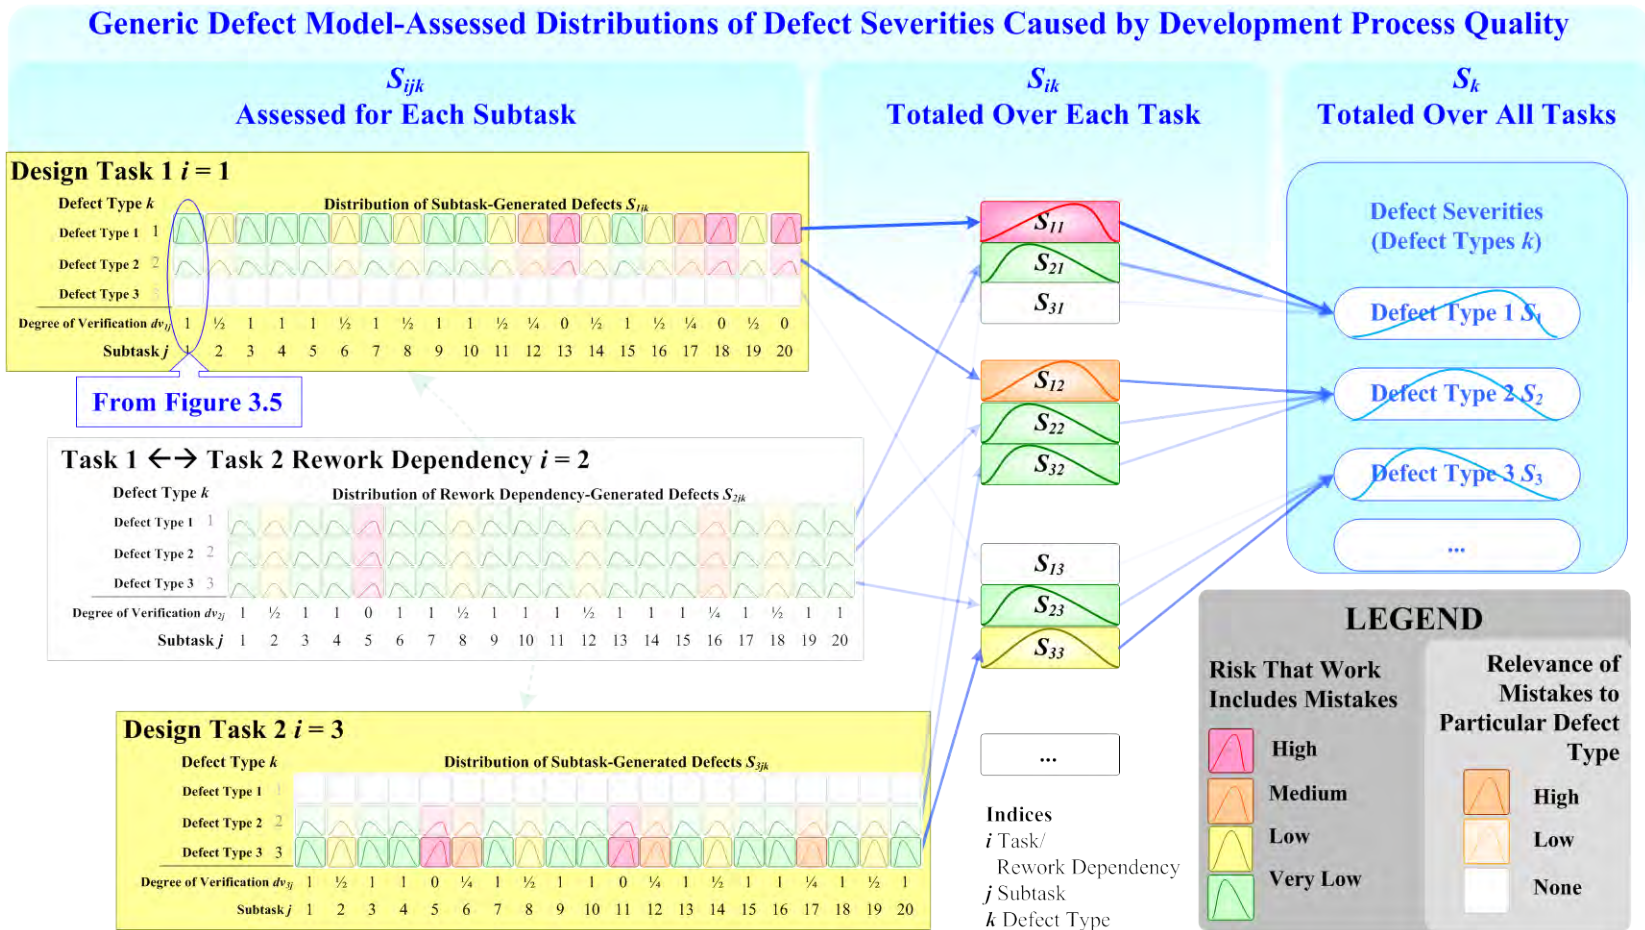 Generic Defect Model-Assessed Distributions of Defect Severities Caused by Development Process Quality
Sijk
Assessed for Each Subtask
Sik
Totaled Over Each Task
Sk
Totaled Over All Tasks
Design Task 1 i = 1
Defect Type k
Distribution of Subtask-Generated Defects S1jk
Defect Type 1 1
Defect Type 2 2
Defect Type 3 3
Degree of Verification dv1j 1 ½ 1 1 1 ½ 1 ½ 1 1 ½ ¼ 0 ½ 1 ½ ¼ 0 ½ 0
Subtask j 1 2 3 4 5 6 7 8 9 10 11 12 13 14 15 16 17 18 19 20
From Figure 3.5
Task 1 ←→ Task 2 Rework Dependency i = 2
Defect Type k
Distribution of Rework Dependency-Generated Defects S2jk
Defect Type 1 1
Defect Type 2 2
Defect Type 3 3
Degree of Verification dv2j 1 ½ 1 1 0 1 1 ½ 1 1 1 ½ 1 1 1 ¼ 1 ½ 1 1
Subtask j 1 2 3 4 5 6 7 8 9 10 11 12 13 14 15 16 17 18 19 20
Design Task 2 i = 3
Defect Type k
Distribution of Subtask-Generated Defects S3jk
Defect Type 1 1
Defect Type 2 2
Defect Type 3 3
Degree of Verification dv3j 1 ½ 1 1 0 ¼ 1 ½ 1 1 0 ¼ 1 ½ 1 1 ¼ 1 ½ 1
Subtask j 1 2 3 4 5 6 7 8 9 10 11 12 13 14 15 16 17 18 19 20
S11
S21
S31
S12
S22
S32
S13
S23
S33
...
Indices
i Task/
Rework Dependency
j Subtask
k Defect Type
Defect Severities
(Defect Types k)
Defect Type 1 S1
Defect Type 2 S2
Defect Type 3 S3
...
LEGEND
Risk That Work
Includes Mistakes
High
Medium
Low
Very Low
Relevance of
Mistakes to
Particular Defect
Type
High
Low
None